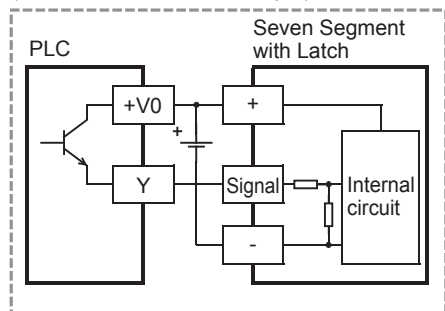 PLC
Seven Segment
with Latch
+V0
+
+
Y
Signal
Internal
circuit
-